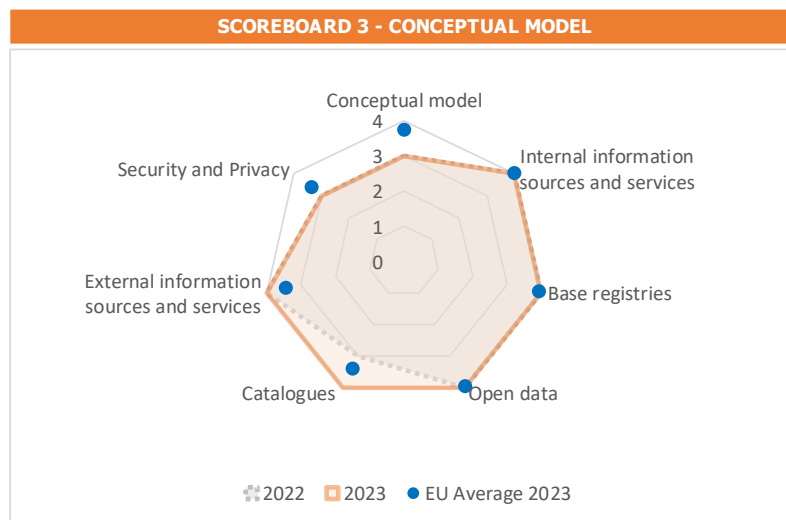 SCOREBOARD 3 - CONCEPTUAL MODEL
Conceptual model
4
3
2
1
0
Internal information
sources and services
Base registries
Open data
Catalogues
External information
sources and services
Security and Privacy
2022
2023
EU Average 2023